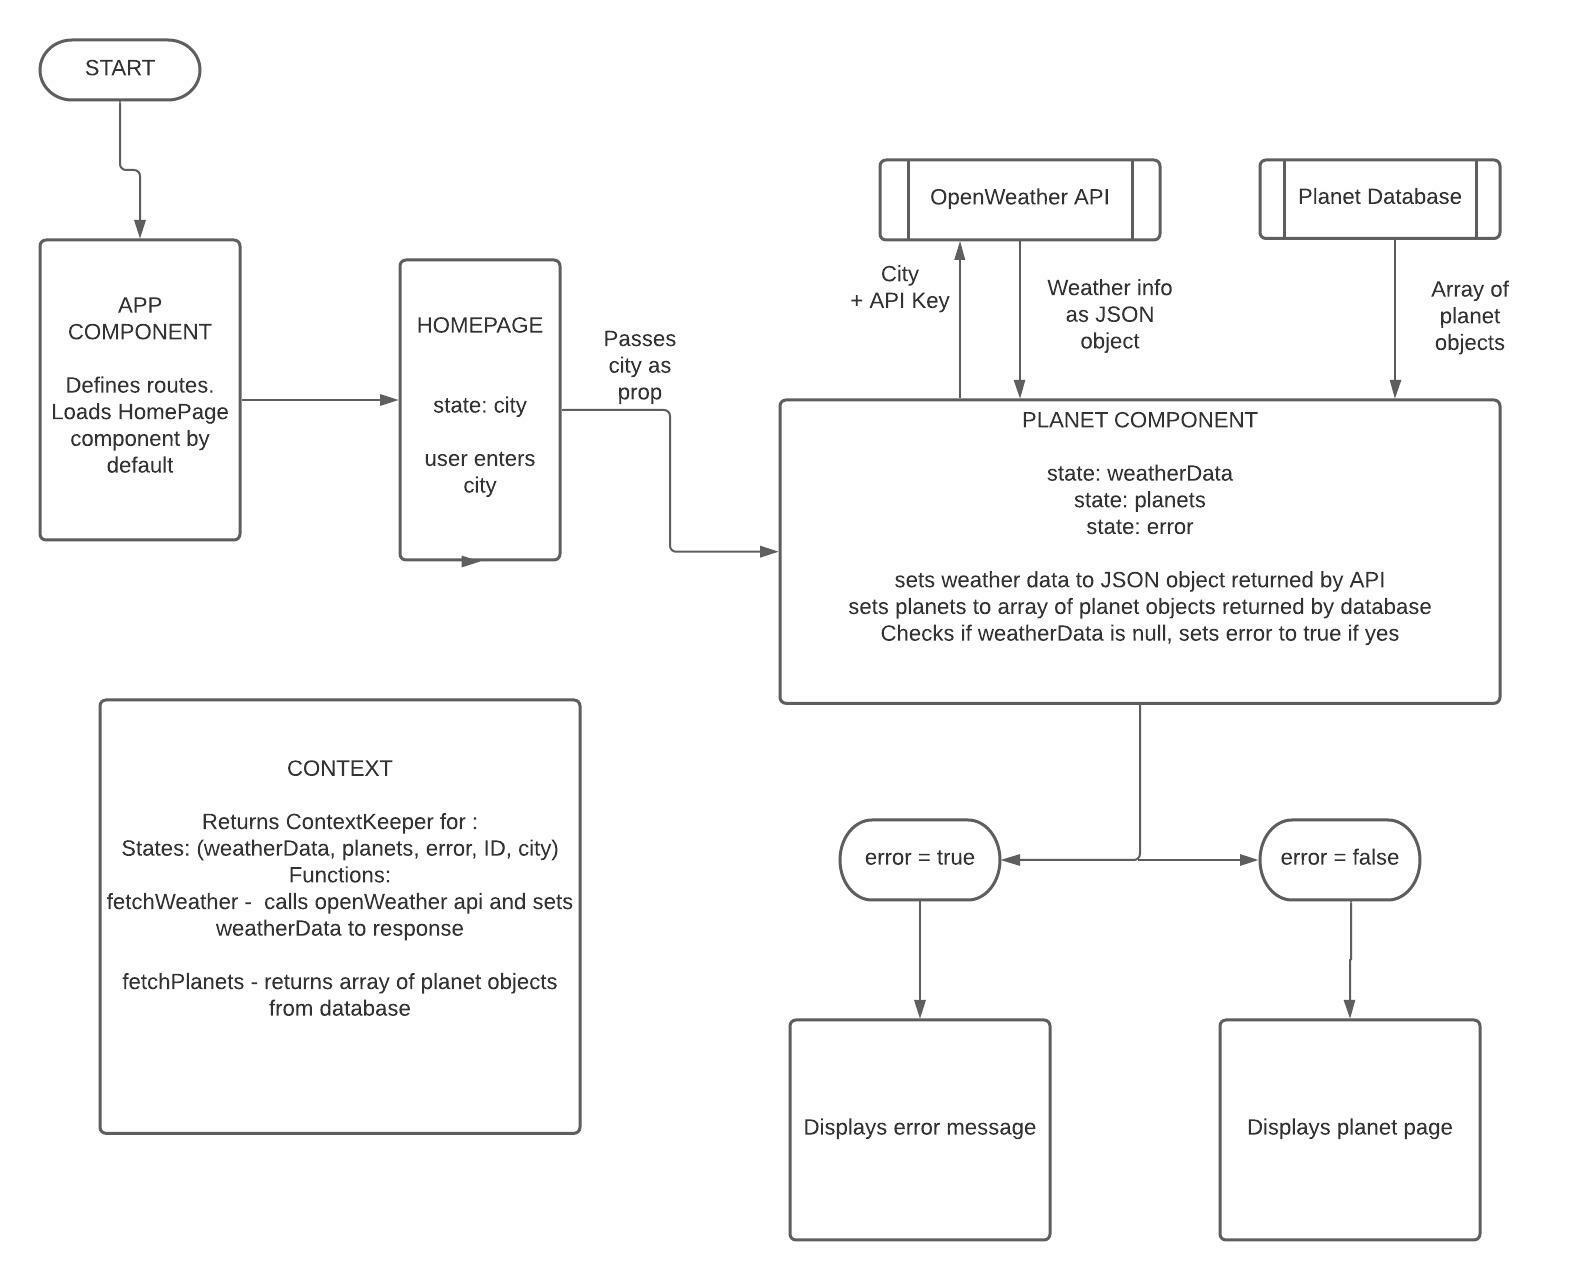 START
APP
COMPONENT
Defines routes.
Loads HomePage
component by
default
HOMEPAGE
state: city
user enters
city
Passes
city as
prop
OpenWeather API
Planet Database
City
+ API Key
Weather info
as JSON
object
Array of
planet
objects
PLANET COMPONENT
state: weatherData
state: planets
state: error
sets weather data to JSON object returned by API
sets planets to array of planet objects returned by database
Checks if weatherData is null, sets error to true if yes
CONTEXT
Returns ContextKeeper for :
States: (weatherData, planets, error, ID, city)
Functions:
fetchWeather -  calls openWeather api and sets
weatherData to response
fetchPlanets - returns array of planet objects
from database
error = true
error = false
Displays error message
Displays planet page